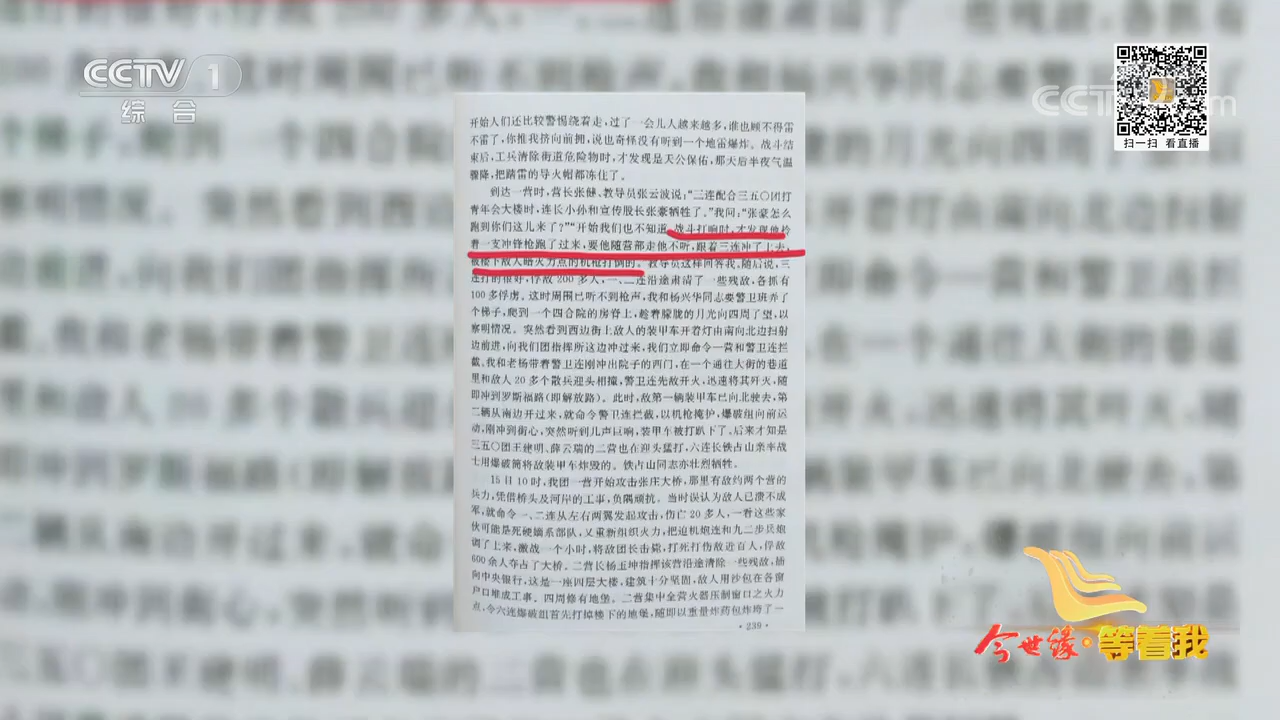 CCTV 1
综合
CCTV.com
扫一扫 看直播
开始人们还比较警惕绕着走，过了一会儿人越来越多，谁也顾不得雷
不雷了，你推我挤向前拥，说也奇怪没有听到一个地雷爆炸。战斗结
束后，工兵清除街道危险物时，才发现是天公保佑，那天后半夜气温
骤降，把踏雷的导火帽都冻住了。
到达一营时，营长张健、教导员张云波说：“三连配合三五〇团打
青年会大楼时，连长小孙和宣传股长张豪牺牲了。”我问：“张豪怎么
跑到你们这儿来了？”“开始我们也不知道，战斗打响时，才发现他拎
着一支冲锋枪跑了过来，要他随营部走他不听，跟着三连冲了上去，
被楼下敌人暗火力点的机枪打倒的。”教导员这样回答我。随后说，三
连打的很好，俘敌200多人，一、二连沿途肃清了一些残敌，各抓有
100多俘虏。这时周围已听不到枪声，我和杨兴华同志要警卫班弄了
个梯子，爬到一个四合院的房脊上，趁着朦胧的月光向四周了望，以
察明情况。突然看到西边街上敌人的装甲车开着灯由南向北边扫射
边前进，向我们团指挥所这边冲过来，我们立即命令一营和警卫连拦
截。我和老杨带着警卫连刚冲出院子的西门，在一个通往大街的巷道
里和敌人20多个散兵迎头相撞，警卫连先敌开火，迅速将其歼灭，随
即冲到罗斯福路（即解放路）。此时，敌第一辆装甲车已向北驶去，第
二辆从南边开过来，就命令警卫连拦截，以机枪掩护，爆破组向前运
动，刚冲到街心，突然听到几声巨响，装甲车被打趴下了。后来才知是
三五〇团王建明、薛云瑞的二营也在迎头猛打，六连长铁占山亲率战
士用爆破筒将敌装甲车炸毁的。铁占山同志亦壮烈牺牲。
15日10时，我团一营开始攻击张庄大桥，那里有敌约两个营的
兵力，凭借桥头及河岸的工事，负隅顽抗。当时误认为敌人已溃不成
军，就命令一、二连从左右两翼发起攻击，伤亡20多人，一看这些家
伙可能是死硬嫡系部队，又重新组织火力，把迫机炮连和九二步兵炮
调了上来，激战一个小时，将敌团长击毙，打死打伤敌近百人，俘敌
600余人夺占了大桥。二营长杨玉坤指挥该营沿途清除一些残敌，插
向中央银行，这是一座四层大楼，建筑十分坚固，敌人用沙包在各窗
户口堆成工事。四周修有地堡。二营集中全营火器压制窗口之火力
点，令六连爆破组首先打掉楼下的地堡，随即以重量炸药包炸垮了一
·239·
今世缘·等着我